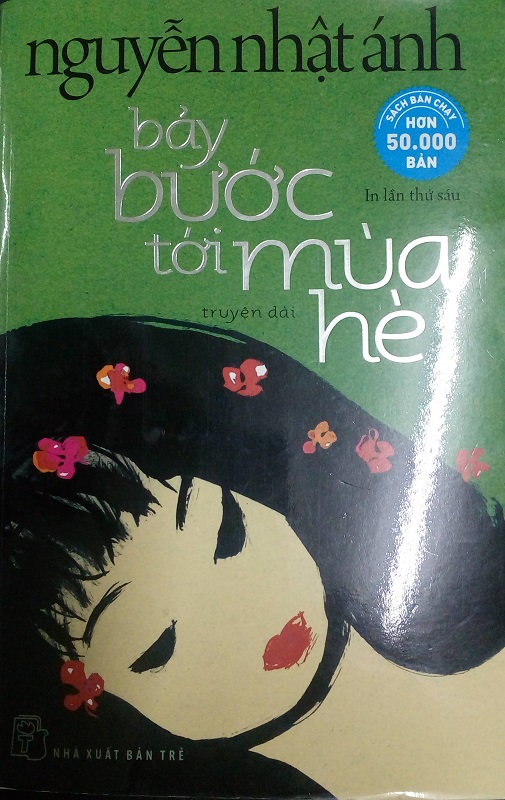 nguyễn nhật ánh
bảy
bước
tới mùa
hè
truyện dài
SÁCH BÁN CHẠY
HƠN
50.000
BẢN
In lần thứ sáu
T
NHÀ XUẤT BẢN TRẺ